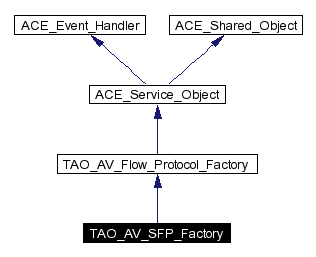 ACE_Event_Handler ACE_Shared_Object
ACE_Service_Object
TAO_AV_Flow_Protocol_Factory
TAO_AV_SFP_Factory